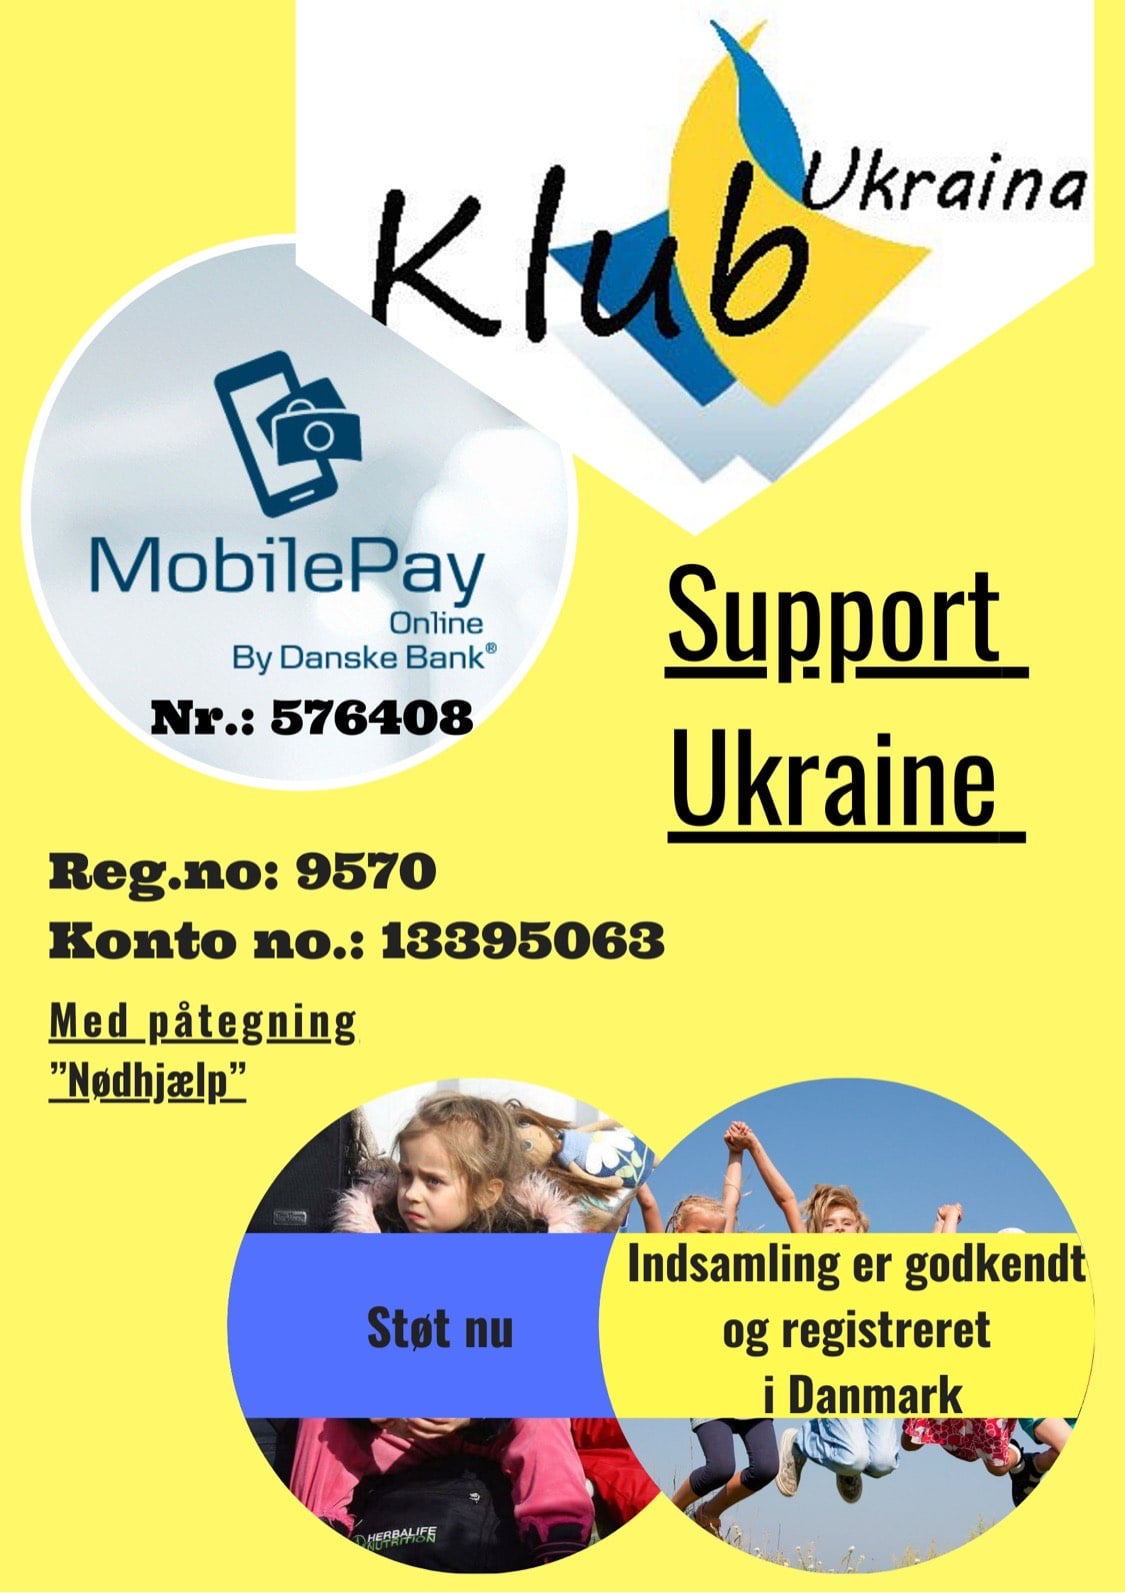 Klub Ukraina
MobilePay
Online
By Danske Bank®
Nr.: 576408
Support
Ukraine
Reg.no: 9570
Konto no.: 13395063
Med påtegning
”Nødhjælp”
Støt nu
Indsamling er godkendt
og registreret
i Danmark
HERBALIFE
NUTRITION